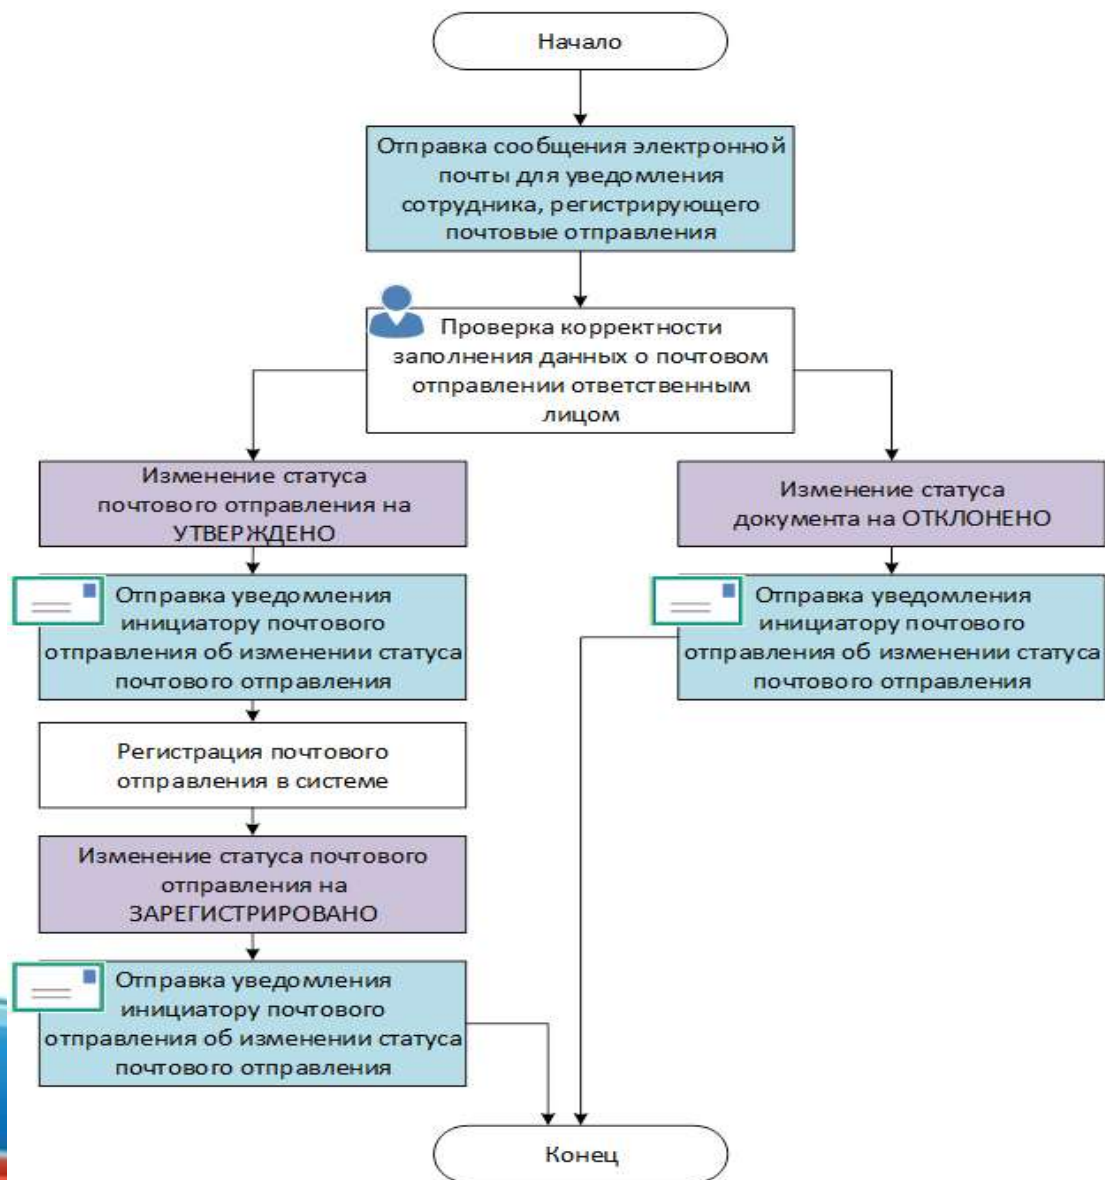 Начало
Отправка сообщения электронной
почты для уведомления
сотрудника, регистрирующего
почтовые отправления
Проверка корректности
заполнения данных о почтовом
отправлении ответственным
лицом
Изменение статуса
почтового отправления на
УТВЕРЖДЕНО
Изменение статуса
документа на ОТКЛОНЕНО
Отправка уведомления
инициатору почтового
отправления об изменении статуса
почтового отправления
Отправка уведомления
инициатору почтового
отправления об изменении статуса
почтового отправления
Регистрация почтового
отправления в системе
Изменение статуса почтового
отправления на
ЗАРЕГИСТРИРОВАНО
Отправка уведомления
инициатору почтового
отправления об изменении статуса
почтового отправления
Конец